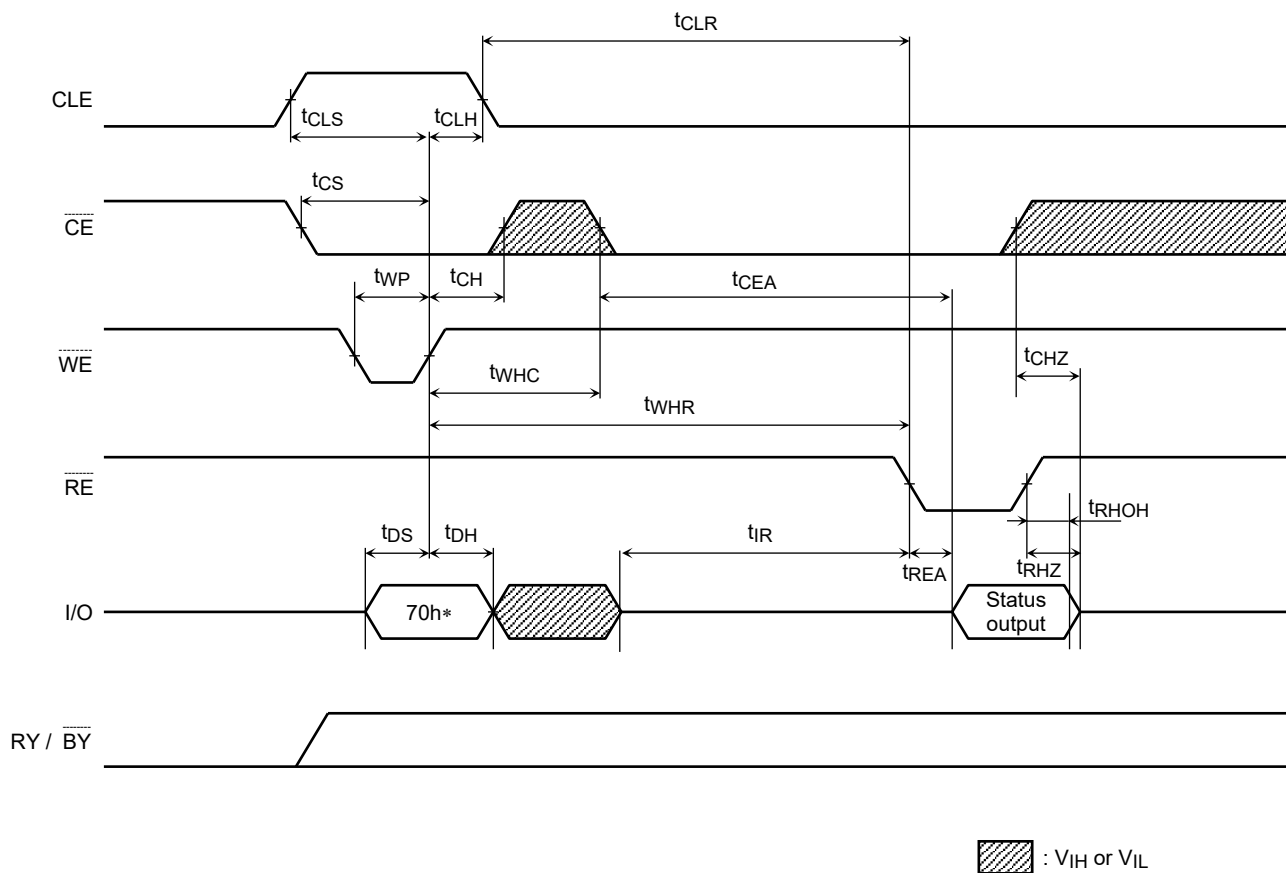 tCLR
CLE
tCLS
tCLH
tCS
CE
tWP
tCH
tCEA
WE
tCHZ
tWHC
tWHR
RE
tRHOH
tDS
tDH
tIR
tREA
tRHZ
I/O
70h*
Status
output
RY / BY
: VIH or VIL